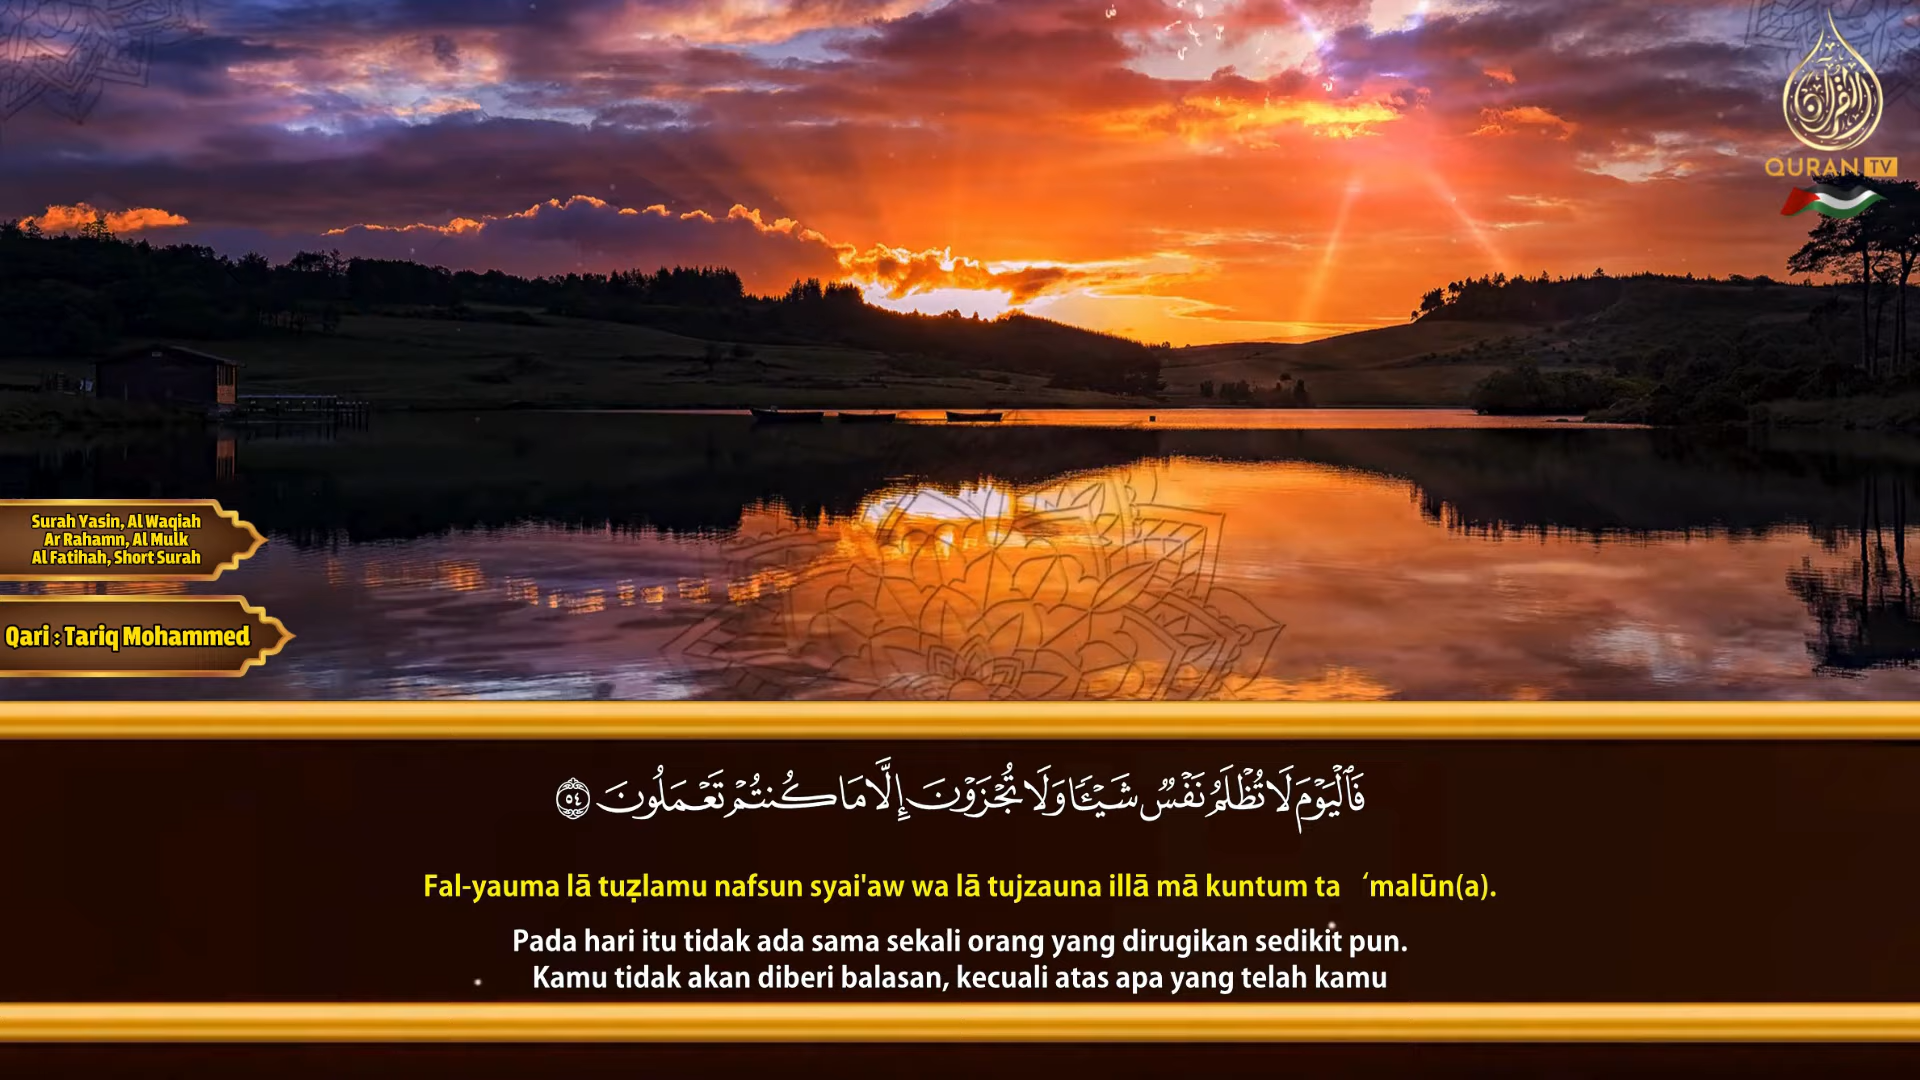 القرآن
QURAN TV
Surah Yasin, Al Waqiah
Ar Rahamn, Al Mulk
Al Fatihah, Short Surah
Qari : Tariq Mohammed
فَٱلْيَوْمَ لَا تُظْلَمُ نَفْسٌ شَيْـًٔا وَلَا تُجْزَوْنَ إِلَّا مَا كُنتُمْ تَعْمَلُونَ ٥٤
Fal-yauma lā tuẓlamu nafsun syai'aw wa lā tujzauna illā mā kuntum ta ‘malūn(a).
Pada hari itu tidak ada sama sekali orang yang dirugikan sedikit pun.
Kamu tidak akan diberi balasan, kecuali atas apa yang telah kamu